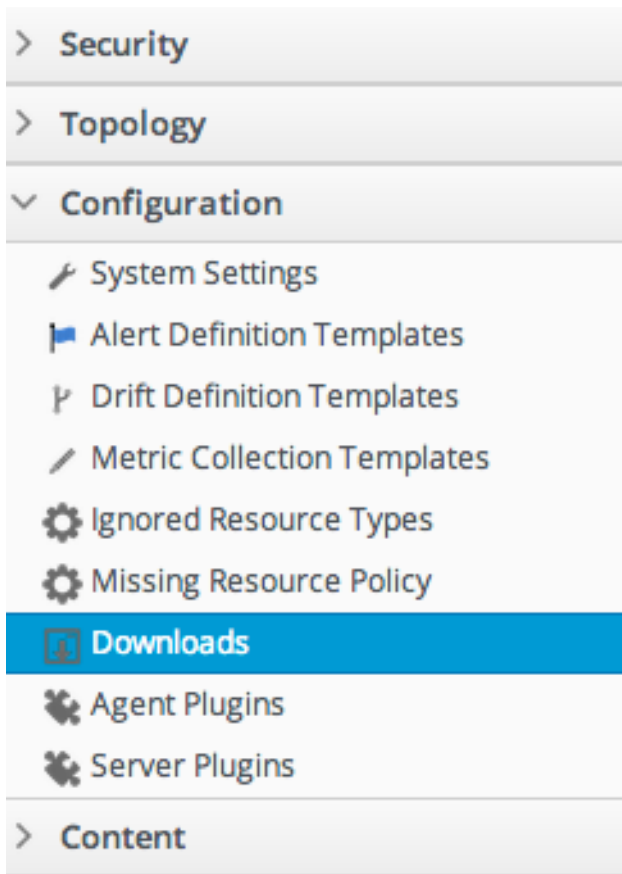 Security
Topology
Configuration
System Settings
Alert Definition Templates
Drift Definition Templates
Metric Collection Templates
Ignored Resource Types
Missing Resource Policy
Downloads
Agent Plugins
Server Plugins
Content